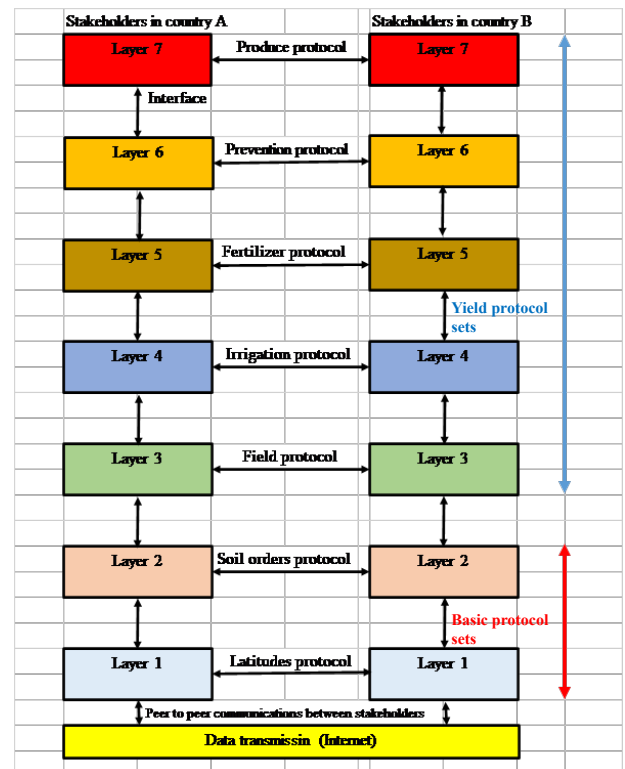 Stakeholders in country A
Stakeholders in country B
Layer 7
Produce protocol
Layer 7
Interface
Layer 6
Prevention protocol
Layer 6
Layer 5
Fertilizer protocol
Layer 5
Yield protocol
sets
Layer 4
Irrigation protocol
Layer 4
Layer 3
Field protocol
Layer 3
Layer 2
Soil orders protocol
Layer 2
Basic protocol
sets
Layer 1
Latitudes protocol
Layer 1
Peer to peer communications between stakeholders
Data transmissin (Internet)